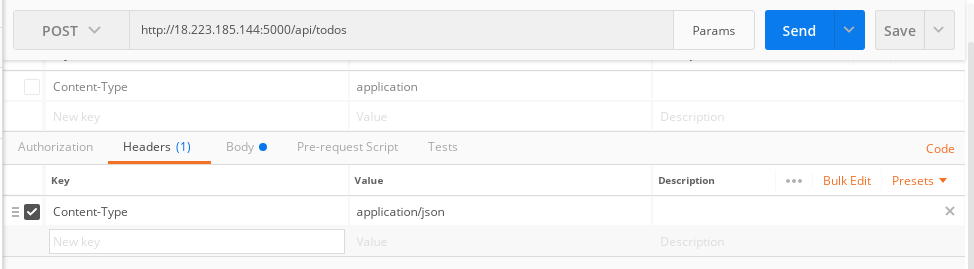 POST http://18.223.185.144:5000/api/todos Params Send Save
Content-Type application
New key Value Description
Authorization Headers (1) Body Pre-request Script Tests Code
Key Value Description ••• Bulk Edit Presets
Content-Type application/json
New key Value Description